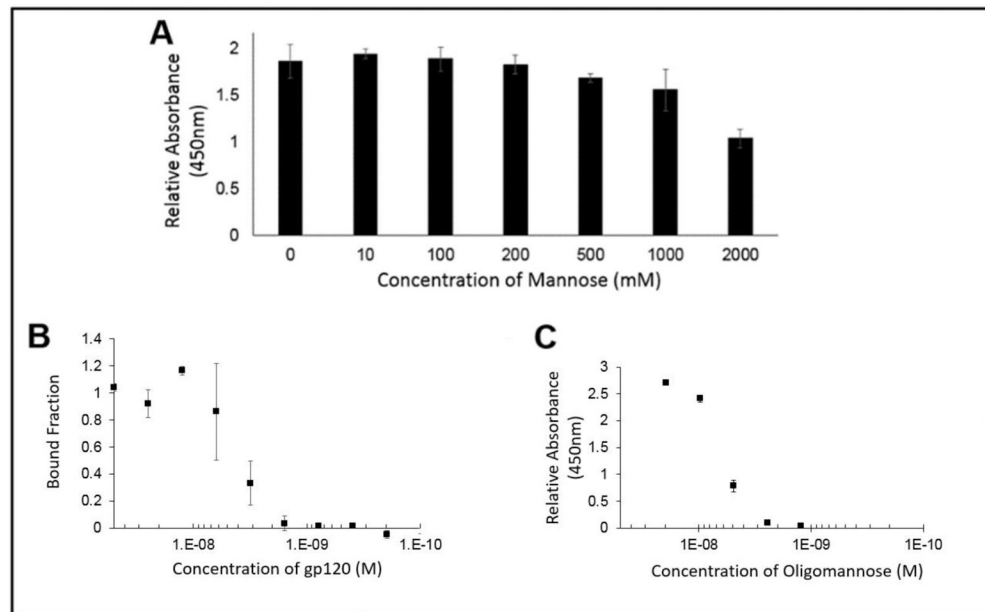 A
2
1.5
1
0.5
0
Relative Absorbance
(450nm)
0 10 100 200 500 1000 2000
Concentration of Mannose (mM)
B
1.4
1.2
1
0.8
0.6
0.4
0.2
0
Bound Fraction
1.E-08 1.E-09 1.E-10
Concentration of gp120 (M)
C
3
2.5
2
1.5
1
0.5
0
Relative Absorbance
(450nm)
1E-08 1E-09 1E-10
Concentration of Oligomannose (M)